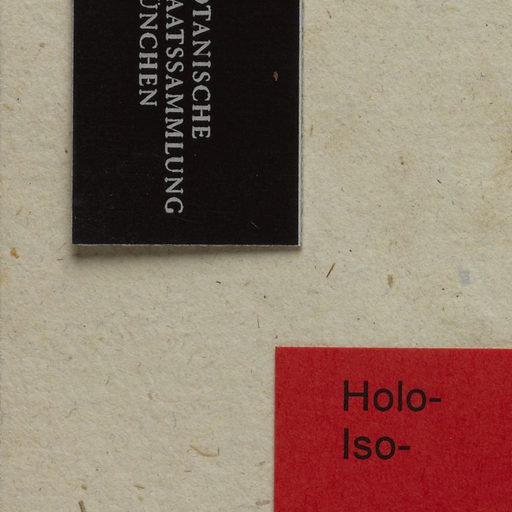 OTANISCHE
AATSSAMMLUNG
ÜNCHEN
Holo-
Iso-